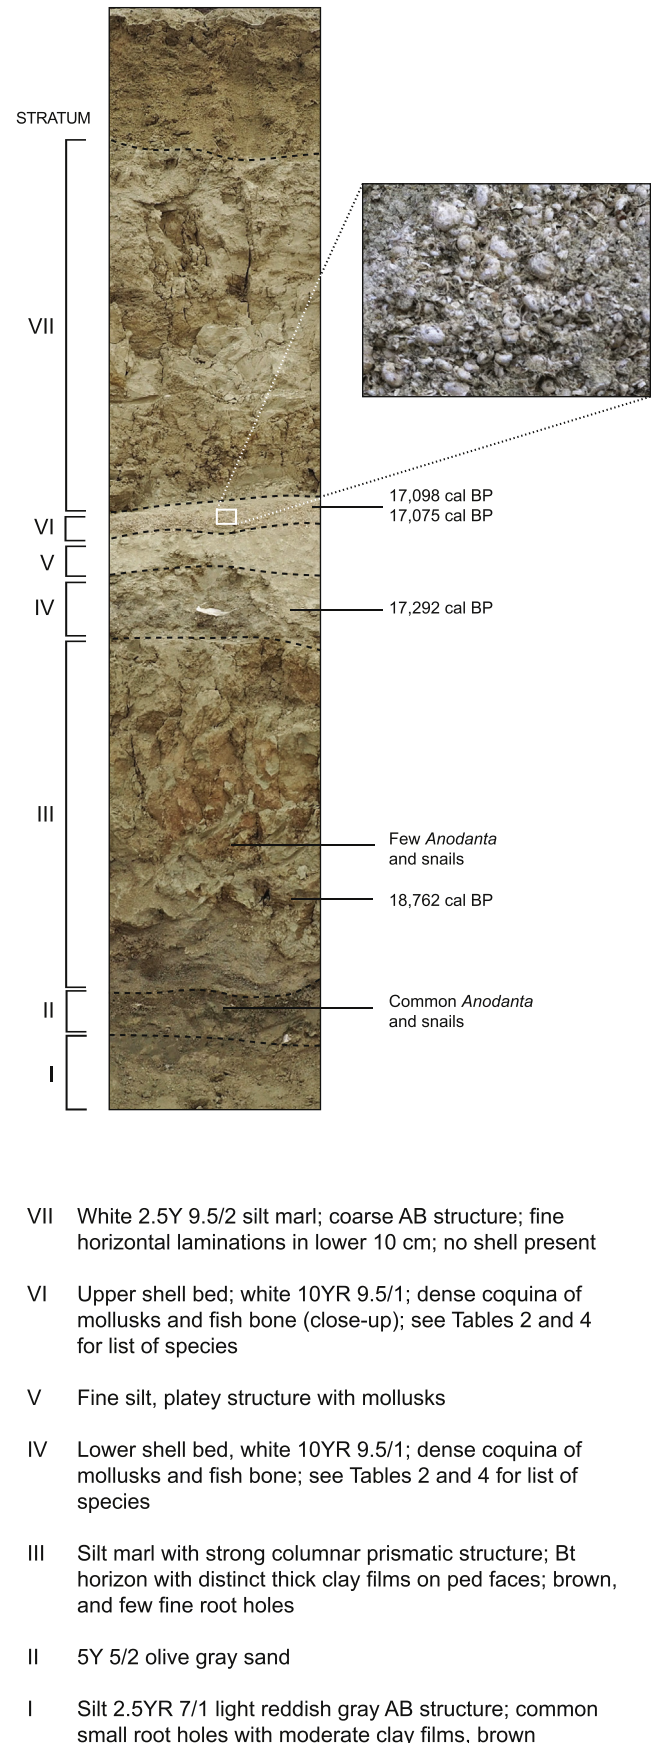 STRATUM
VII
17,098 cal BP
17,075 cal BP
VI
V
IV
17,292 cal BP
III
Few Anodanta
and snails
18,762 cal BP
II
Common Anodanta
and snails
I
VII White 2.5Y 9.5/2 silt marl; coarse AB structure; fine
horizontal laminations in lower 10 cm; no shell present
VI Upper shell bed; white 10YR 9.5/1; dense coquina of
mollusks and fish bone (close-up); see Tables 2 and 4
for list of species
V Fine silt, platey structure with mollusks
IV Lower shell bed, white 10YR 9.5/1; dense coquina of
mollusks and fish bone; see Tables 2 and 4 for list of
species
III Silt marl with strong columnar prismatic structure; Bt
horizon with distinct thick clay films on ped faces; brown,
and few fine root holes
II 5Y 5/2 olive gray sand
I Silt 2.5YR 7/1 light reddish gray AB structure; common
small root holes with moderate clay films, brown